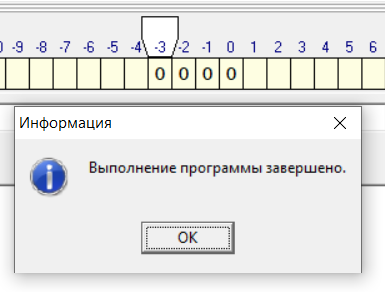 -9 -8 -7 -6 -5 -4 -3 -2 -1 0 1 2 3 4 5 6
0 0 0 0
Информация
Выполнение программы завершено.
OK